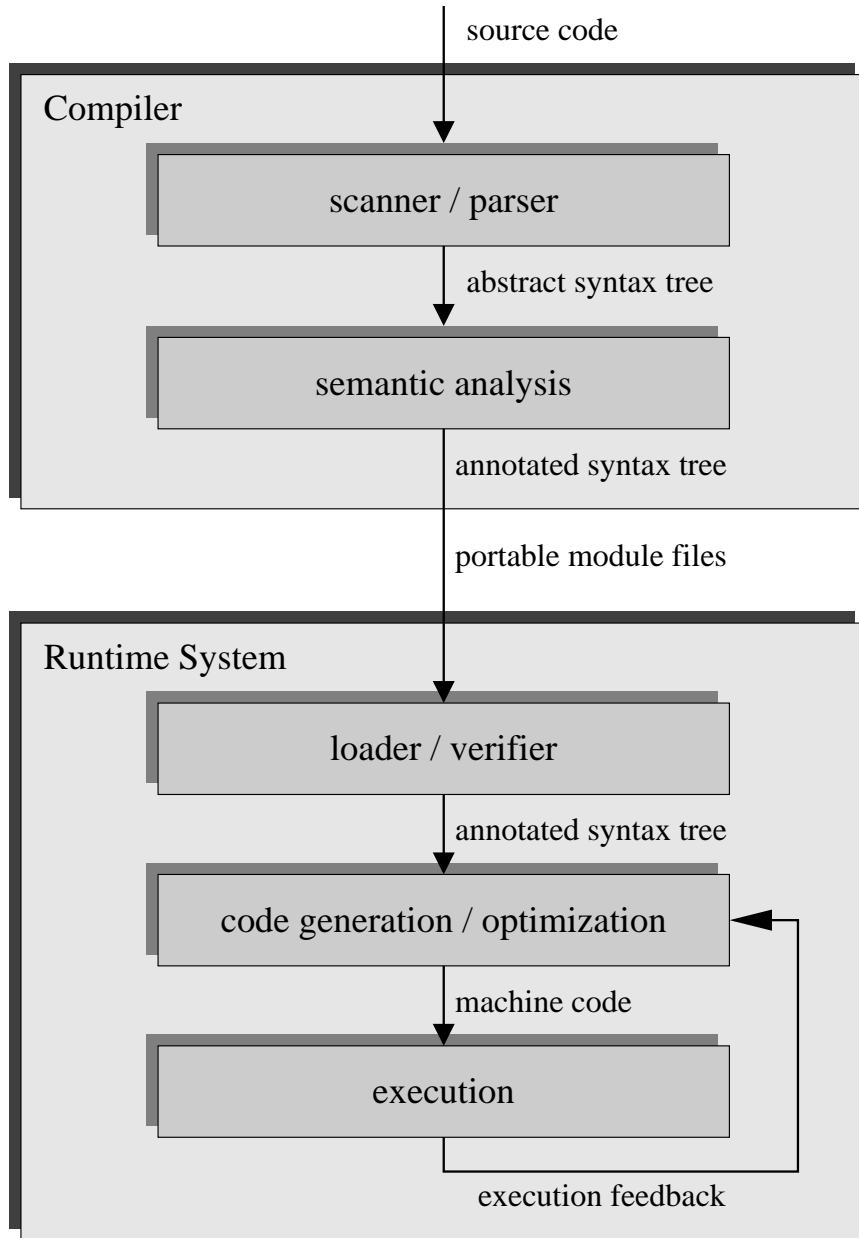 source code
Compiler
scanner / parser
abstract syntax tree
semantic analysis
annotated syntax tree
portable module files
Runtime System
loader / verifier
annotated syntax tree
code generation / optimization
machine code
execution
execution feedback